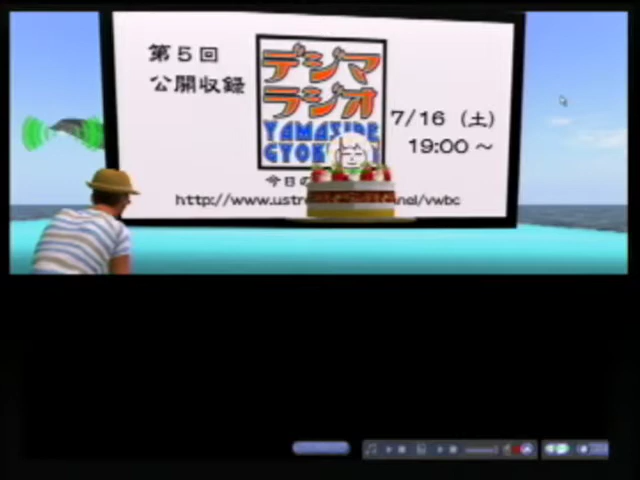 第5回
公開収録
デジマ
ラジオ
7/16 (土)
19:00 ～
今日の
http://www.ust
nel/vwbc